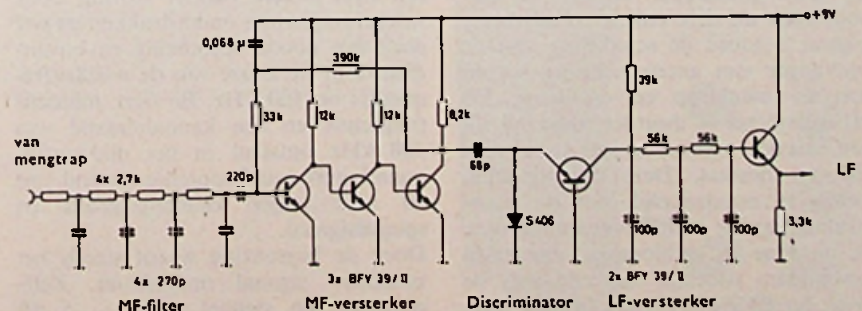 +9V
0,068 µ
390k
39k
33k
12k
12k
8,2k
56k
56k
van
mengtrap
4x 2,7k
220p
68p
LF
S406
100p
100p
100p
3,3k
4x 270p
3x BFY 39/II
2x BFY 39/II
MF-filter
MF-versterker
Discriminator
LF-versterker